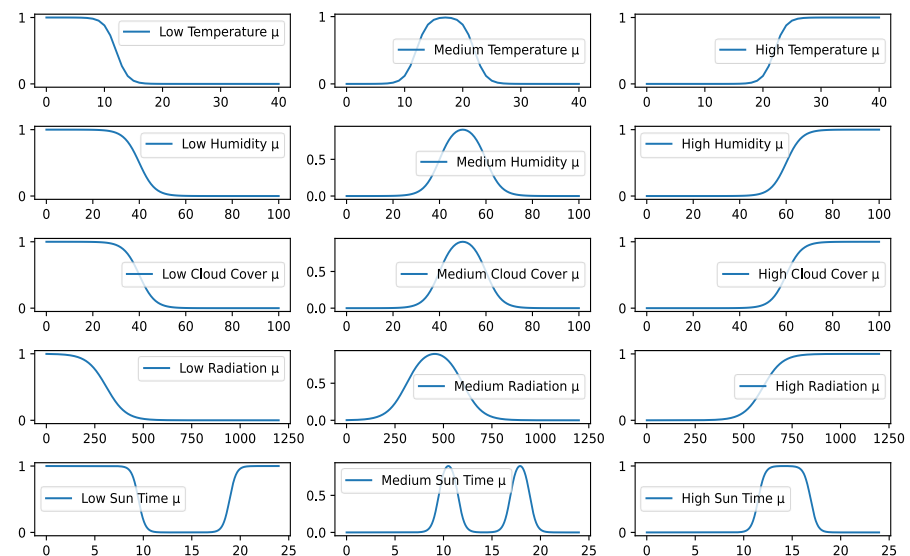 1
0
Low Temperature μ
0 10 20 30 40
Medium Temperature μ
1
0
0 10 20 30 40
High Temperature μ
0 10 20 30 40
1
0
Low Humidity μ
0 20 40 60 80 100
0.5
0.0
Medium Humidity μ
0 20 40 60 80 100
1
0
High Humidity μ
0 20 40 60 80 100
1
0
Low Cloud Cover μ
0 20 40 60 80 100
0.5
0.0
Medium Cloud Cover μ
0 20 40 60 80 100
1
0
High Cloud Cover μ
0 20 40 60 80 100
1
0
Low Radiation μ
0 250 500 750 1000 1250
0.5
0.0
Medium Radiation μ
0 250 500 750 1000 1250
1
0
High Radiation μ
0 250 500 750 1000 1250
1
0
Low Sun Time μ
0 5 10 15 20 25
0.5
0.0
Medium Sun Time μ
0 5 10 15 20 25
1
0
High Sun Time μ
0 5 10 15 20 25